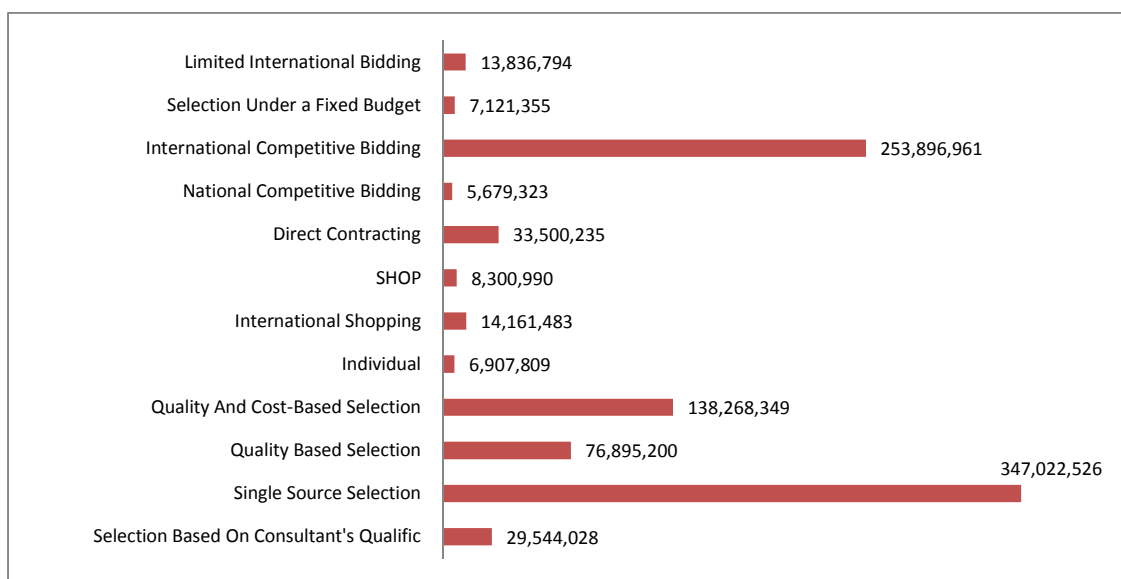 Limited International Bidding 13,836,794
Selection Under a Fixed Budget 7,121,355
International Competitive Bidding 253,896,961
National Competitive Bidding 5,679,323
Direct Contracting 33,500,235
SHOP 8,300,990
International Shopping 14,161,483
Individual 6,907,809
Quality And Cost-Based Selection 138,268,349
Quality Based Selection 76,895,200
Single Source Selection 347,022,526
Selection Based On Consultant's Qualific 29,544,028